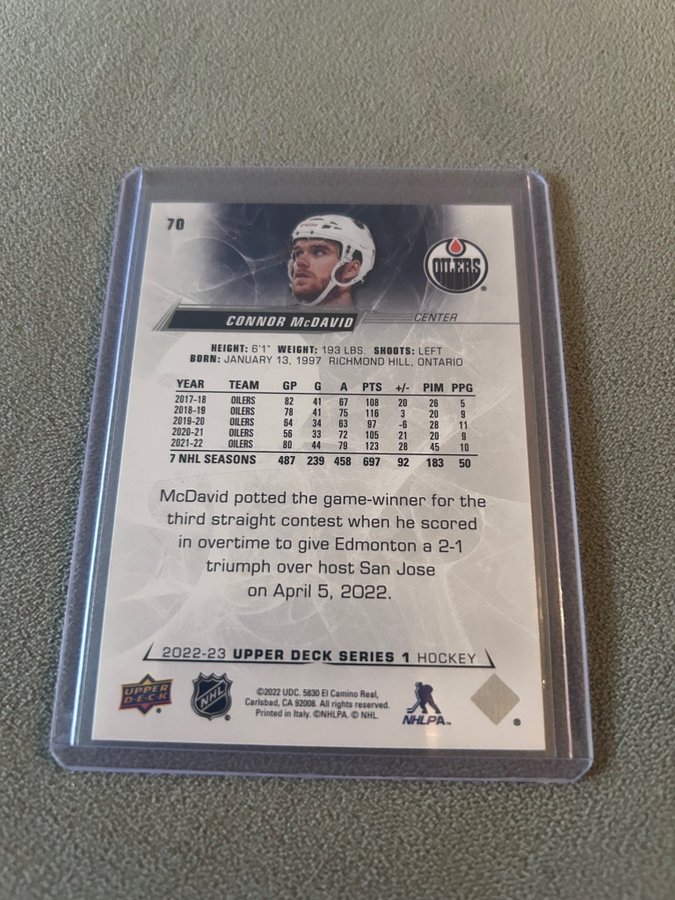 70
OILERS
CONNOR McDAVID
CENTER
HEIGHT: 6'1" WEIGHT: 193 LBS. SHOOTS: LEFT
BORN: JANUARY 13, 1997 RICHMOND HILL, ONTARIO
YEAR TEAM GP G A PTS +/- PIM PPG
2017-18 OILERS 82 41 67 108 20 26 5
2018-19 OILERS 78 41 75 116 3 20 9
2019-20 OILERS 64 34 63 97 -6 28 11
2020-21 OILERS 56 33 72 105 21 20 9
2021-22 OILERS 80 44 79 123 28 45 10
7 NHL SEASONS 487 239 458 697 92 183 50
McDavid potted the game-winner for the
third straight contest when he scored
in overtime to give Edmonton a 2-1
triumph over host San Jose
on April 5, 2022.
2022-23 UPPER DECK SERIES 1 HOCKEY
UPPER
DECK
NHL
©2022 UDC. 5830 El Camino Real,
Carlsbad, CA 92008. All rights reserved.
Printed in Italy. ©NHLPA. © NHL.
NHLPA™